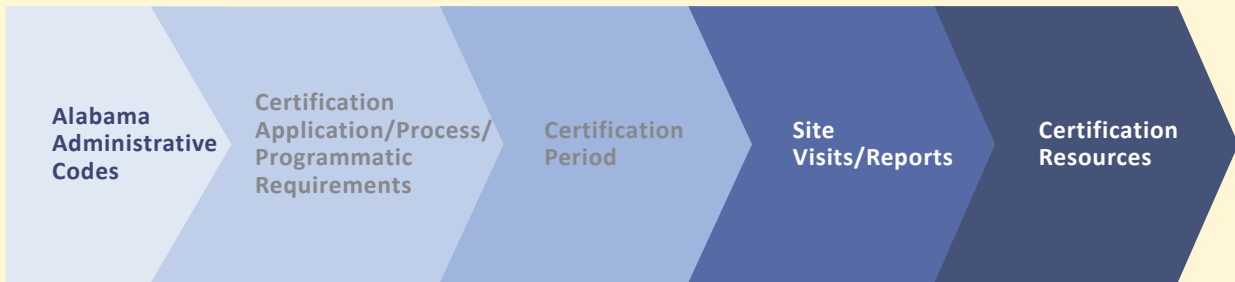 Alabama
Administrative
Codes
Certification
Application/Process/
Programmatic
Requirements
Certification
Period
Site
Visits/Reports
Certification
Resources